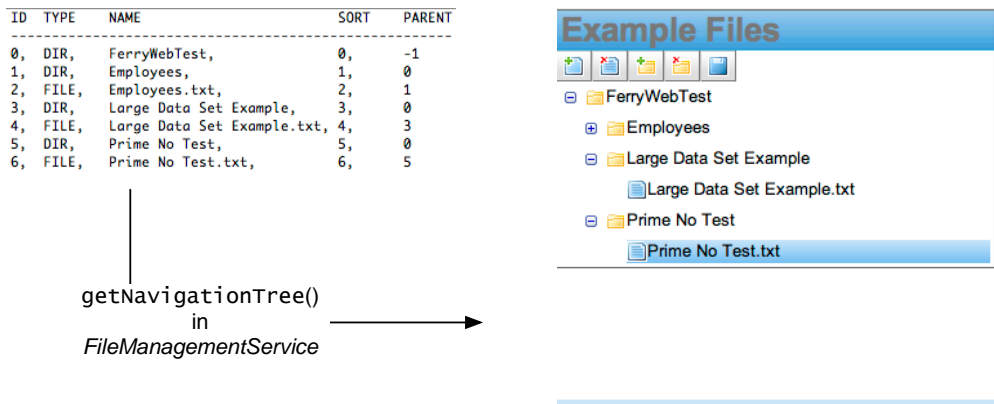 ID TYPE NAME SORT PARENT
--------------------------------------------------------
0, DIR, FerryWebTest, 0, -1
1, DIR, Employees, 1, 0
2, FILE, Employees.txt, 2, 1
3, DIR, Large Data Set Example, 3, 0
4, FILE, Large Data Set Example.txt, 4, 3
5, DIR, Prime No Test, 5, 0
6, FILE, Prime No Test.txt, 6, 5
getNavigationTree()
in
FileManagementService
Example Files
FerryWebTest
Employees
Large Data Set Example
Large Data Set Example.txt
Prime No Test
Prime No Test.txt